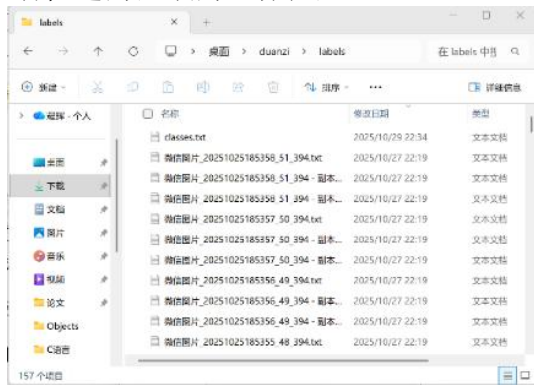 labels
桌面 > duanzi > labels
在 labels 中搜
新建
排序
详细信息
个人
名称 修改日期 类型
classes.txt 2025/10/29 22:34 文本文档
桌面 微信图片_20251025185358_51_394.txt 2025/10/27 22:19 文本文档
下载 微信图片_20251025185358_51_394 - 副本... 2025/10/27 22:19 文本文档
微信图片_20251025185358_51_394 - 副本... 2025/10/27 22:19 文本文档
文档 微信图片_20251025185357_50_394.txt 2025/10/27 22:19 文本文档
图片 微信图片_20251025185357_50_394 - 副本... 2025/10/27 22:19 文本文档
音乐 微信图片_20251025185357_50_394 - 副本... 2025/10/27 22:19 文本文档
视频 微信图片_20251025185356_49_394.txt 2025/10/27 22:19 文本文档
论文 微信图片_20251025185356_49_394 - 副本... 2025/10/27 22:19 文本文档
Objects 微信图片_20251025185356_49_394 - 副本... 2025/10/27 22:19 文本文档
C语言 微信图片_20251025185355_48_394.txt 2025/10/27 22:19 文本文档
157 个项目